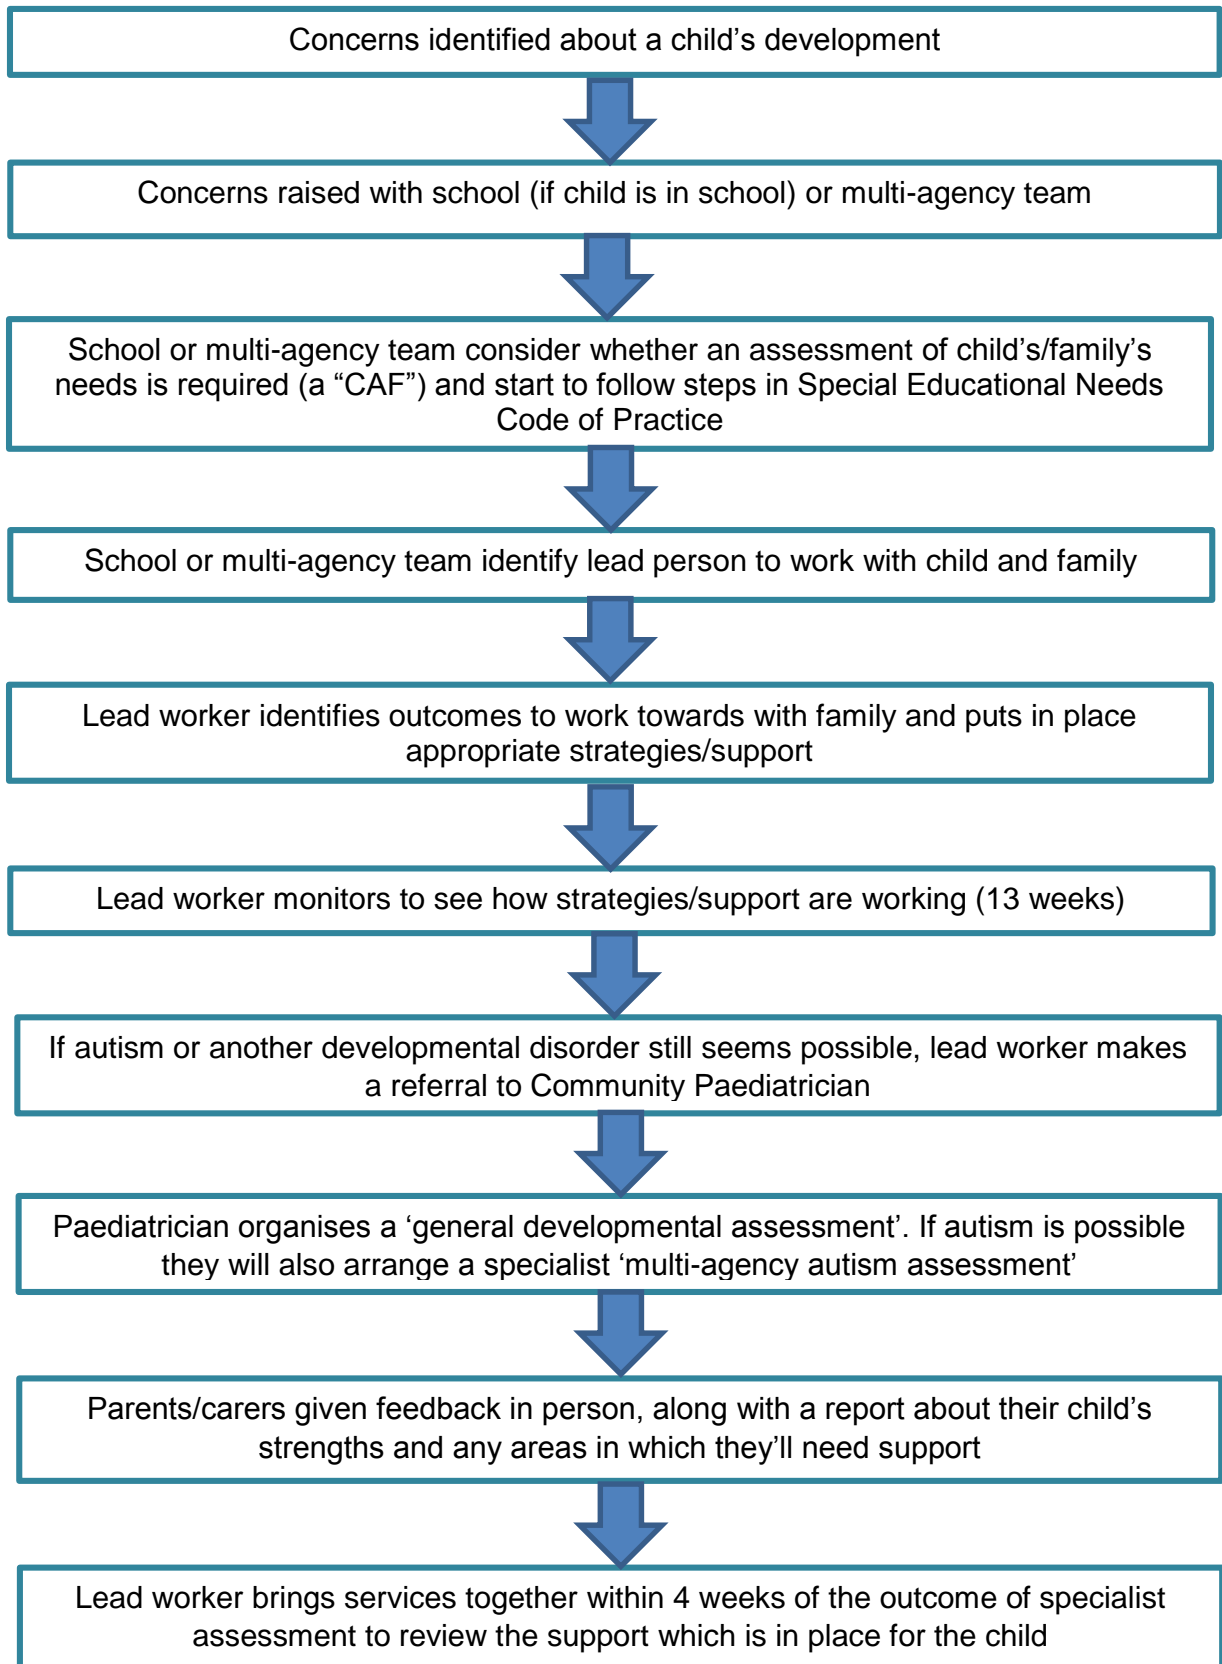 Concerns identified about a child’s development
Concerns raised with school (if child is in school) or multi-agency team
School or multi-agency team consider whether an assessment of child’s/family’s
needs is required (a “CAF”) and start to follow steps in Special Educational Needs
Code of Practice
School or multi-agency team identify lead person to work with child and family
Lead worker identifies outcomes to work towards with family and puts in place
appropriate strategies/support
Lead worker monitors to see how strategies/support are working (13 weeks)
If autism or another developmental disorder still seems possible, lead worker makes
a referral to Community Paediatrician
Paediatrician organises a ‘general developmental assessment’. If autism is possible
they will also arrange a specialist ‘multi-agency autism assessment’
Parents/carers given feedback in person, along with a report about their child’s
strengths and any areas in which they’ll need support
Lead worker brings services together within 4 weeks of the outcome of specialist
assessment to review the support which is in place for the child